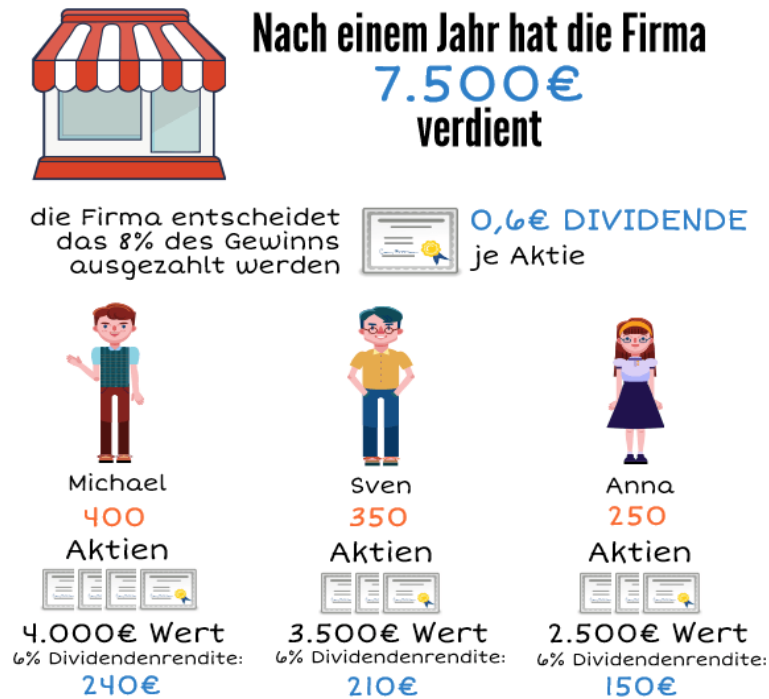 Nach einem Jahr hat die Firma
7.500€
verdient
die Firma entscheidet
das 8% des Gewinns
ausgezahlt werden
0,6€ DIVIDENDE
je Aktie
Michael
400
Aktien
4.000€ Wert
6% Dividendenrendite:
240€
Sven
350
Aktien
3.500€ Wert
6% Dividendenrendite:
210€
Anna
250
Aktien
2.500€ Wert
6% Dividendenrendite:
150€